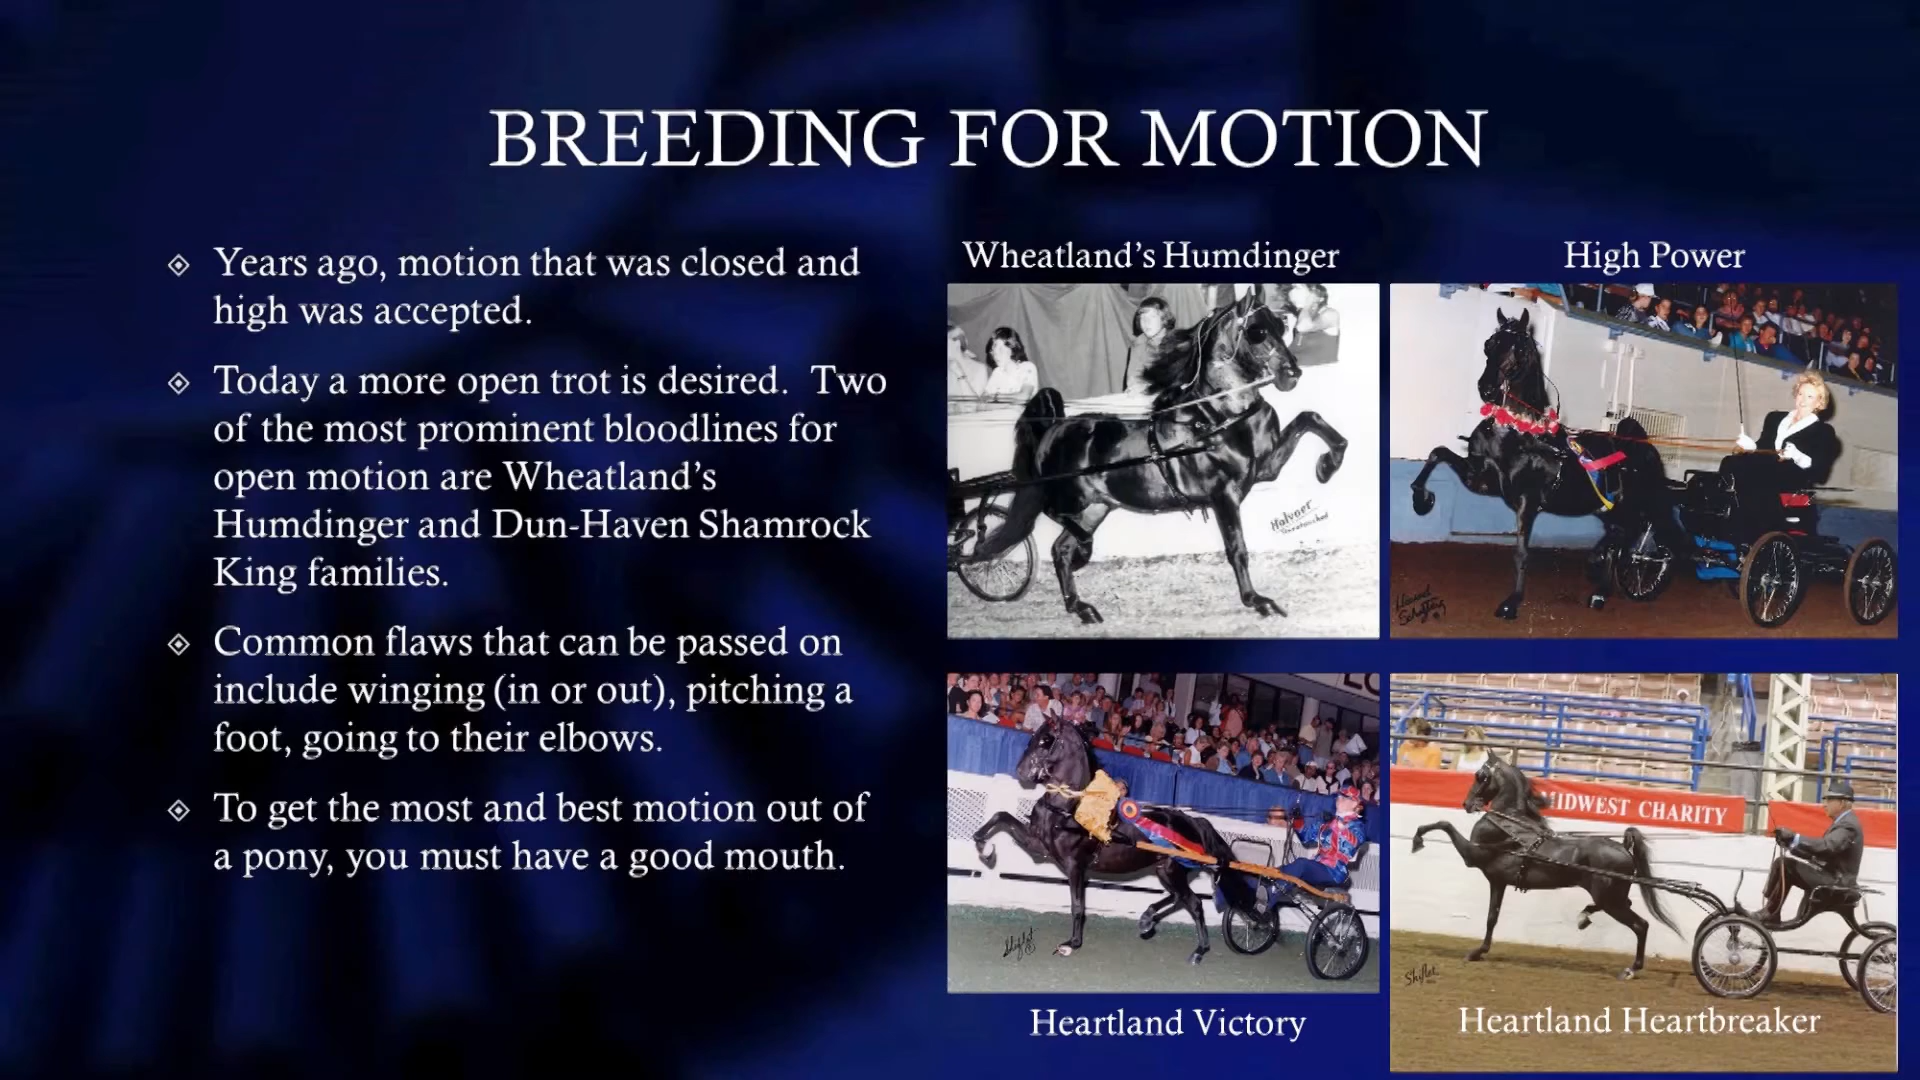 BREEDING FOR MOTION
Years ago, motion that was closed and
high was accepted.
Today a more open trot is desired.  Two
of the most prominent bloodlines for
open motion are Wheatland’s
Humdinger and Dun-Haven Shamrock
King families.
Common flaws that can be passed on
include winging (in or out), pitching a
foot, going to their elbows.
To get the most and best motion out of
a pony, you must have a good mouth.
Wheatland’s Humdinger
High Power
MIDWEST CHARITY
Shiflet
Heartland Victory
Heartland Heartbreaker